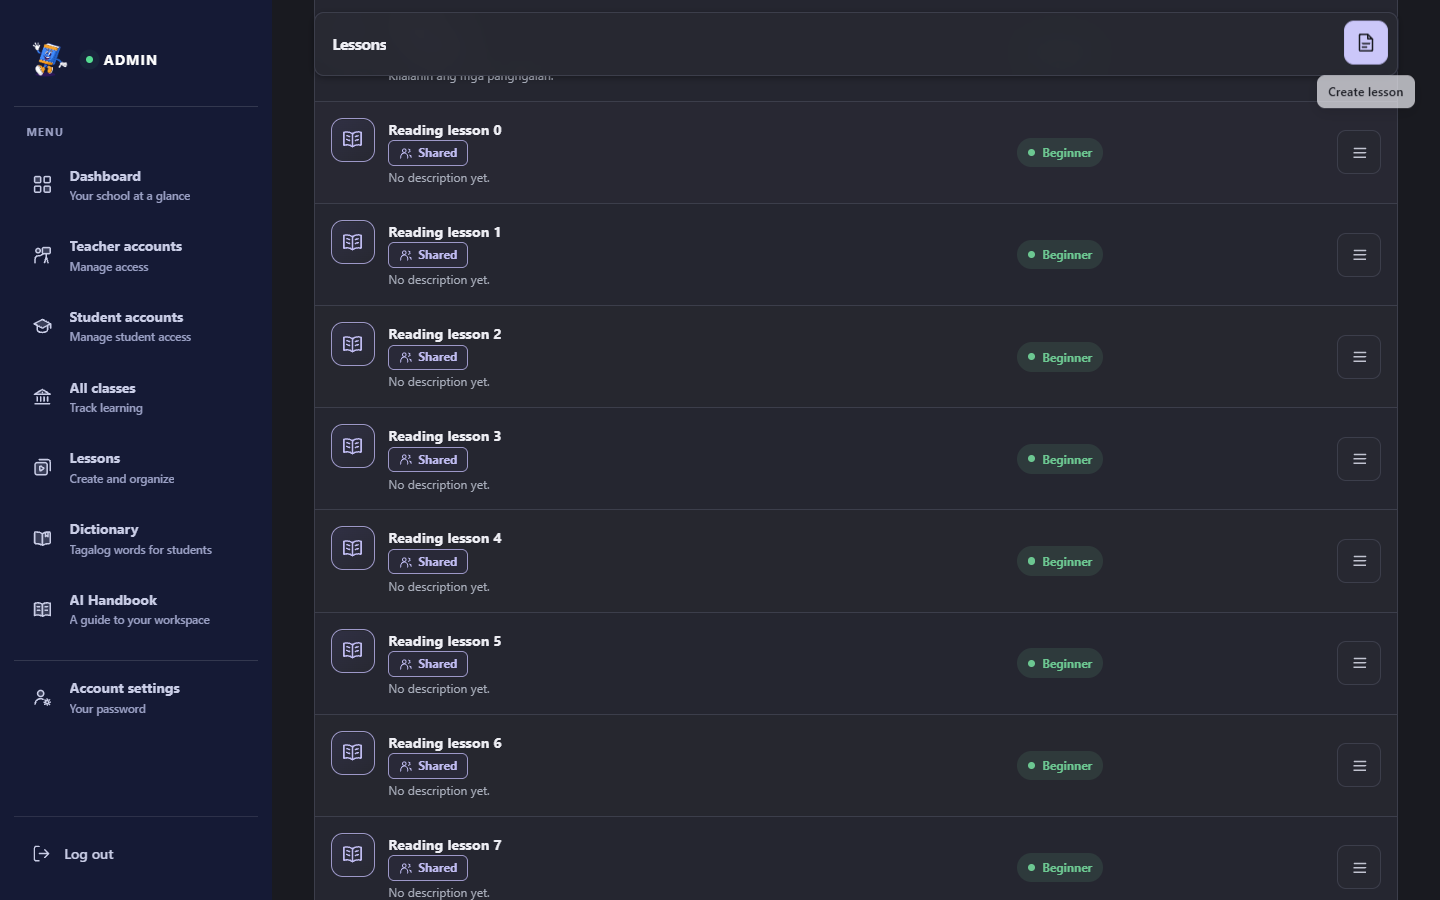 ADMIN
MENU
Dashboard
Your school at a glance
Teacher accounts
Manage access
Student accounts
Manage student access
All classes
Track learning
Lessons
Create and organize
Dictionary
Tagalog words for students
AI Handbook
A guide to your workspace
Account settings
Your password
Log out
Lessons
Create lesson
Kilalanin ang mga pangngalan.
Reading lesson 0
Shared
No description yet.
Beginner
Reading lesson 1
Shared
No description yet.
Beginner
Reading lesson 2
Shared
No description yet.
Beginner
Reading lesson 3
Shared
No description yet.
Beginner
Reading lesson 4
Shared
No description yet.
Beginner
Reading lesson 5
Shared
No description yet.
Beginner
Reading lesson 6
Shared
No description yet.
Beginner
Reading lesson 7
Shared
No description yet.
Beginner